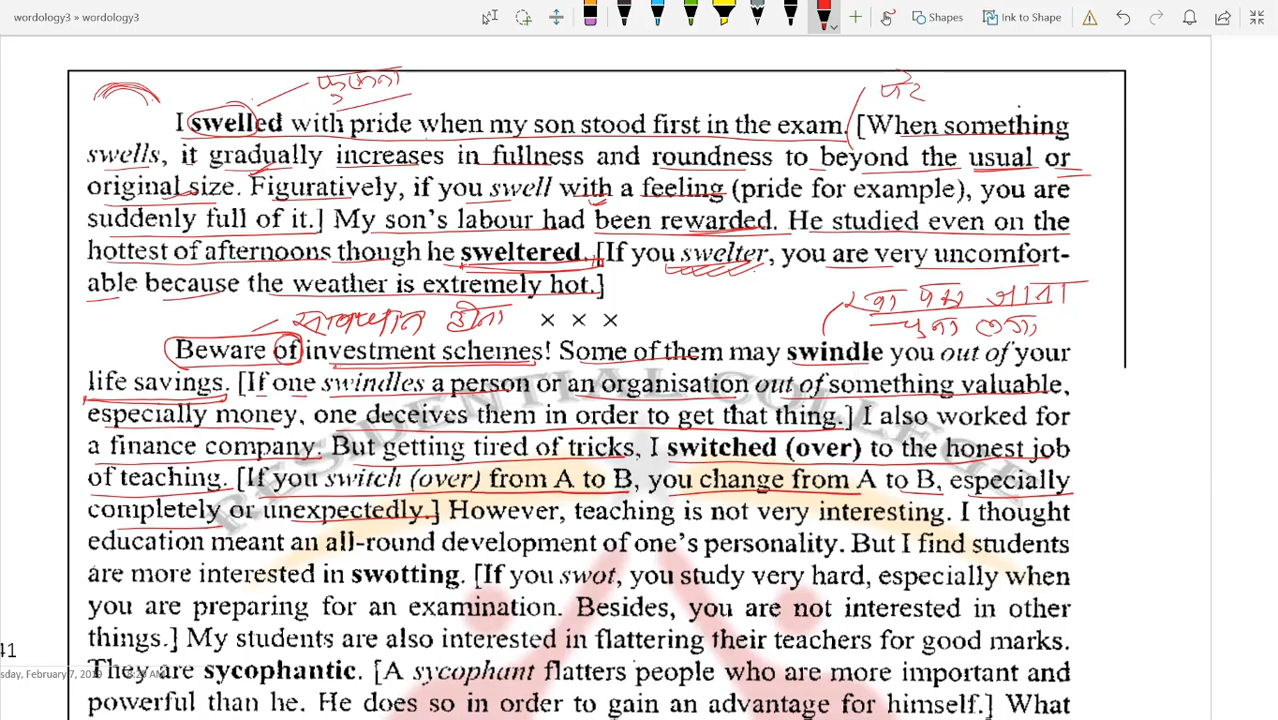 wordology3 » wordology3
Shapes
Ink to Shape
फुलना
I swelled with pride when my son stood first in the exam. [When something
swells, it gradually increases in fullness and roundness to beyond the usual or
original size. Figuratively, if you swell with a feeling (pride for example), you are
suddenly full of it.] My son's labour had been rewarded. He studied even on the
hottest of afternoons though he sweltered. [If you swelter, you are very uncomfort-
able because the weather is extremely hot.]
सावधान होना
× × ×
Beware of investment schemes! Some of them may swindle you out of your
life savings. [If one swindles a person or an organisation out of something valuable,
especially money, one deceives them in order to get that thing.] I also worked for
a finance company. But getting tired of tricks, I switched (over) to the honest job
of teaching. [If you switch (over) from A to B, you change from A to B, especially
completely or unexpectedly.] However, teaching is not very interesting. I thought
education meant an all-round development of one's personality. But I find students
are more interested in swotting. [If you swot, you study very hard, especially when
you are preparing for an examination. Besides, you are not interested in other
things.] My students are also interested in flattering their teachers for good marks.
41
They are sycophantic. [A sycophant flatters people who are more important and
powerful than he. He does so in order to gain an advantage for himself.] What
RESIDENTIAL COLLEGE